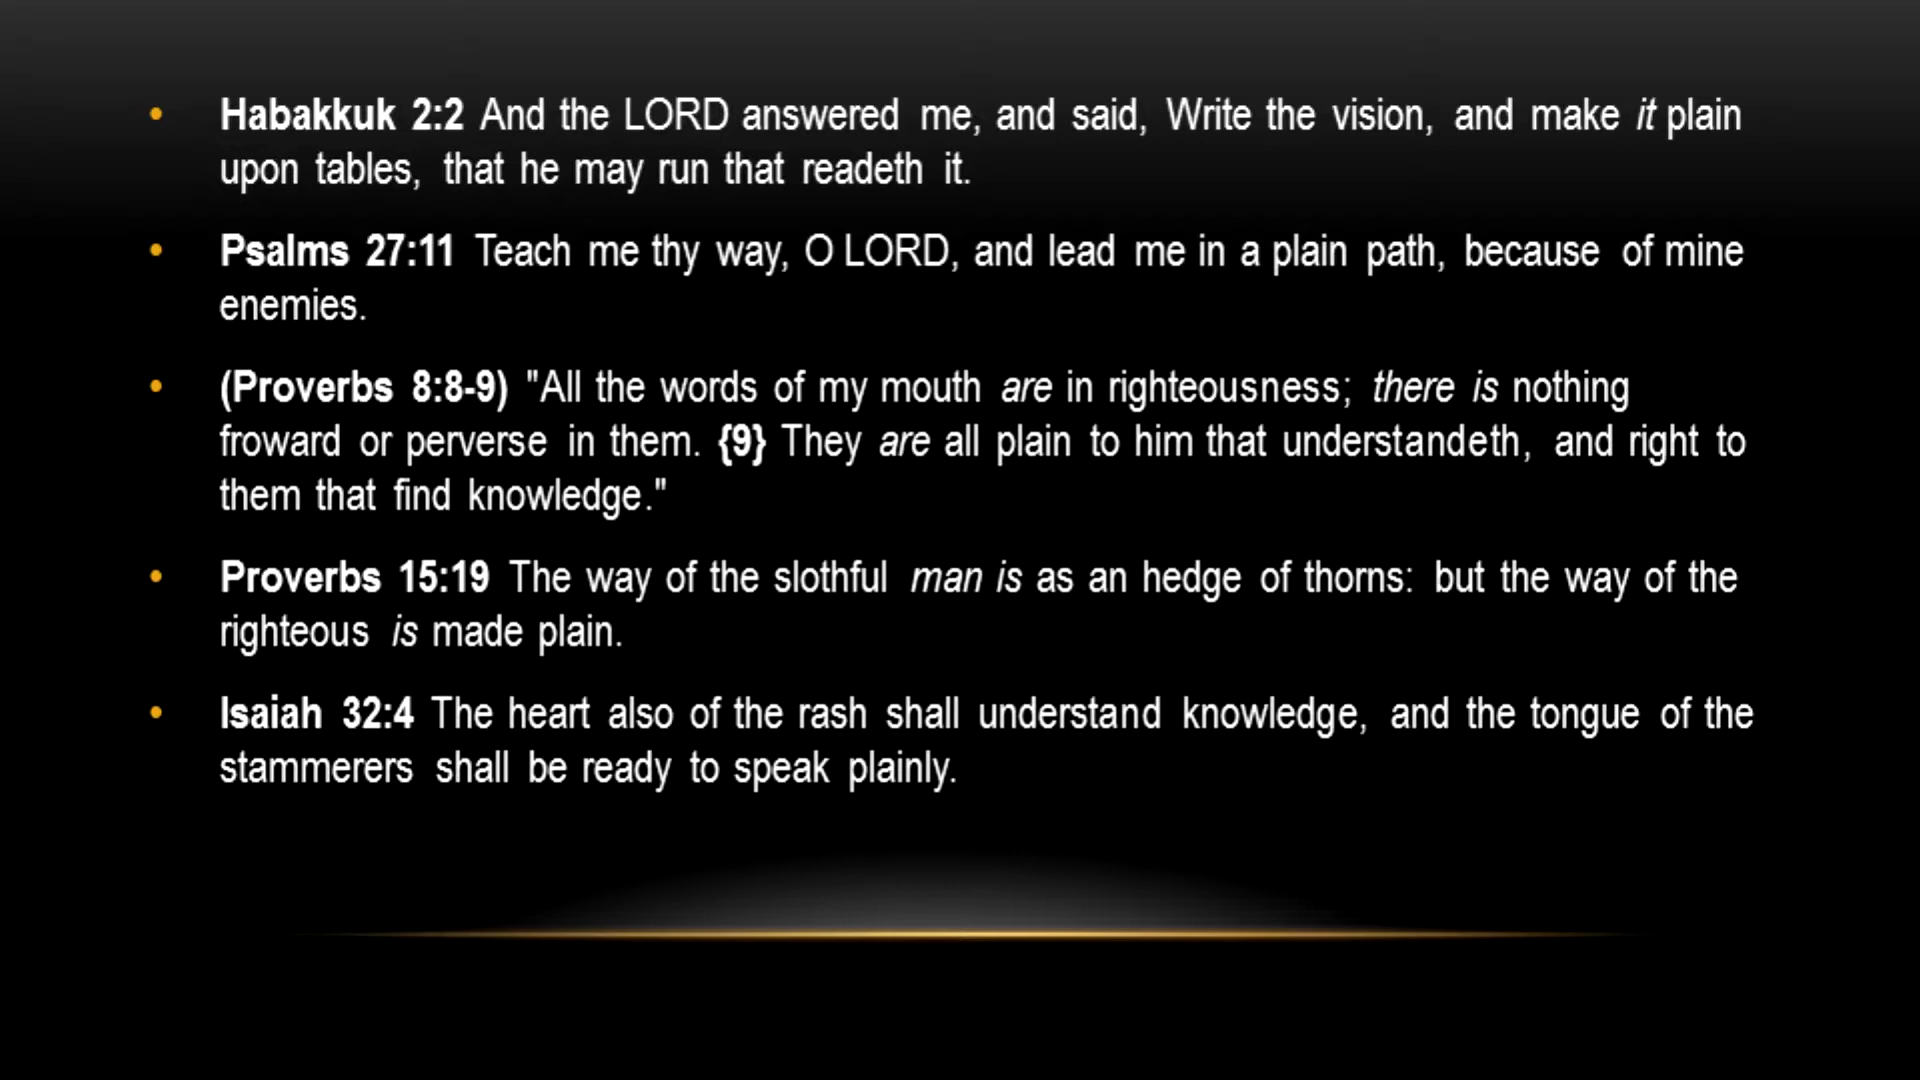 • Habakkuk 2:2 And the LORD answered me, and said, Write the vision, and make it plain
upon tables, that he may run that readeth it.
• Psalms 27:11 Teach me thy way, O LORD, and lead me in a plain path, because of mine
enemies.
• (Proverbs 8:8-9) "All the words of my mouth are in righteousness; there is nothing
froward or perverse in them. {9} They are all plain to him that understandeth, and right to
them that find knowledge."
• Proverbs 15:19 The way of the slothful man is as an hedge of thorns: but the way of the
righteous is made plain.
• Isaiah 32:4 The heart also of the rash shall understand knowledge, and the tongue of the
stammerers shall be ready to speak plainly.